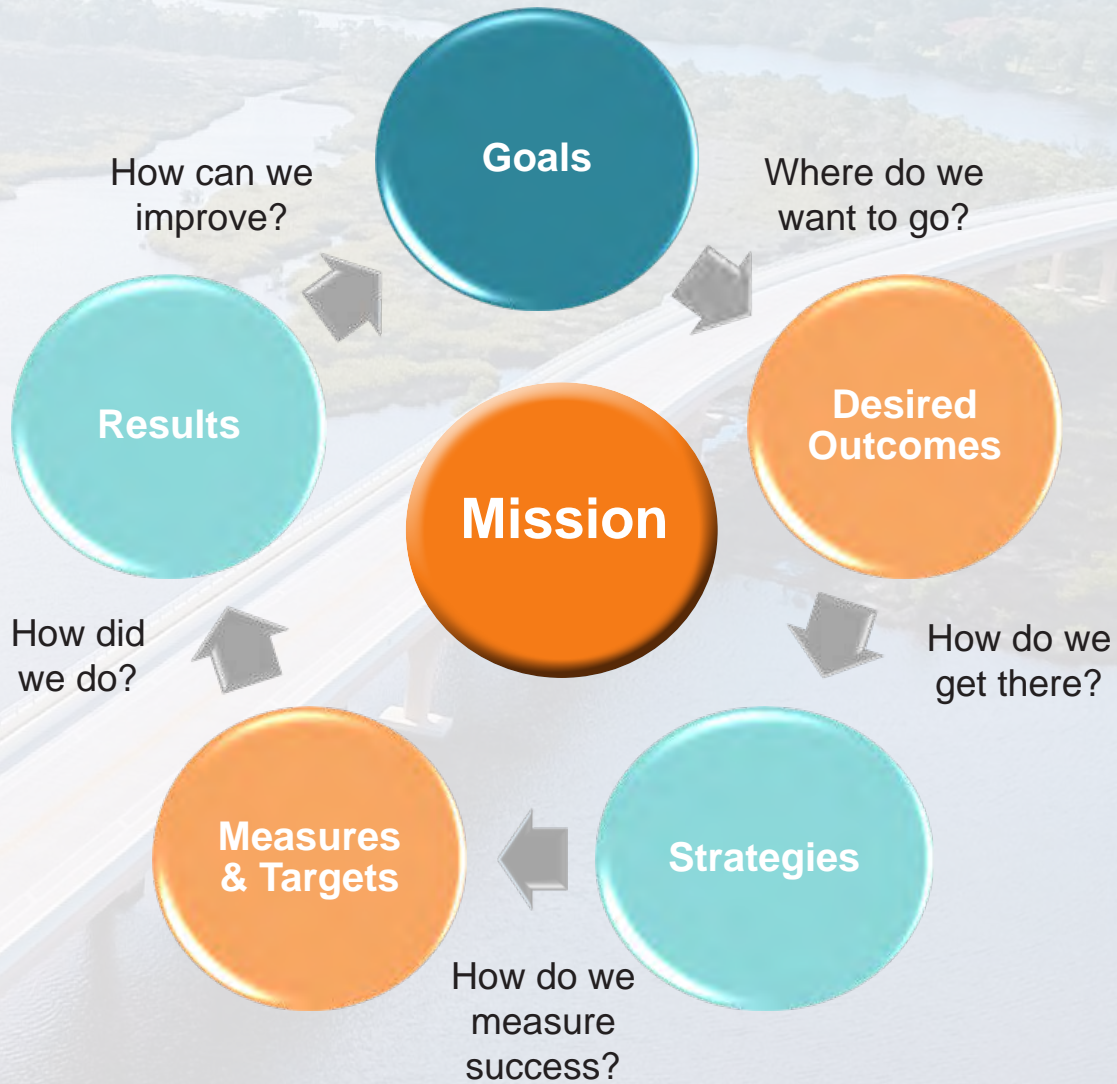 Goals
Where do we
want to go?
Desired
Outcomes
How do we
get there?
Strategies
How do we
measure
success?
Measures
& Targets
How did
we do?
Results
How can we
improve?
Mission